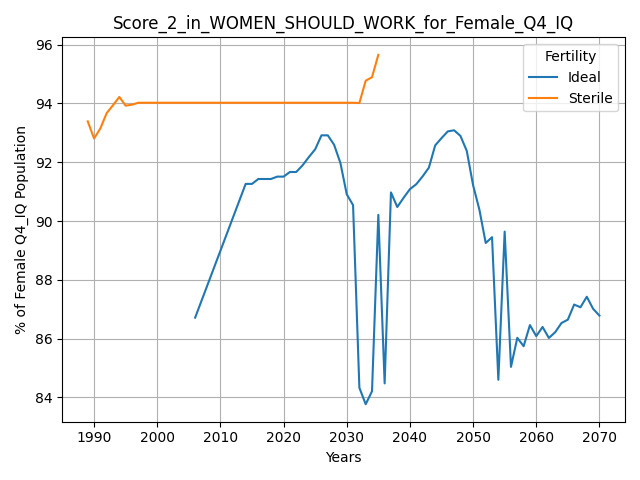 Score_2_in_WOMEN_SHOULD_WORK_for_Female_Q4_IQ
Fertility
Ideal
Sterile
% of Female Q4_IQ Population
96
94
92
90
88
86
84
1990 2000 2010 2020 2030 2040 2050 2060 2070
Years